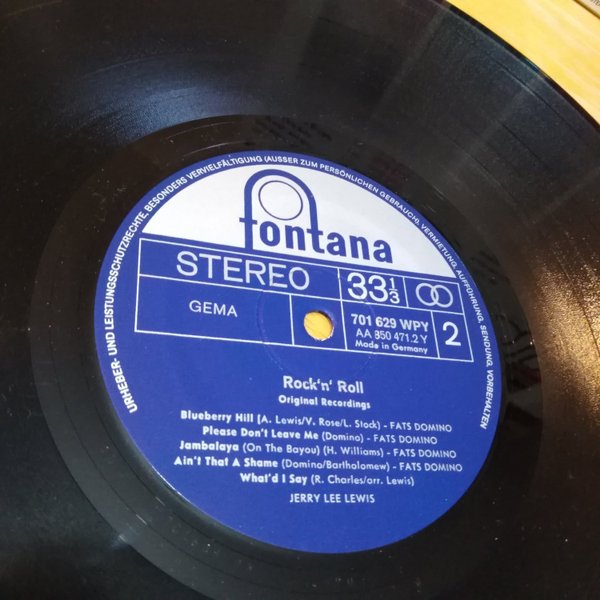 URHEBER- UND LEISTUNGSSCHUTZRECHTE, BESONDERS VERVIELFÄLTIGUNG (AUSSER ZUM PERSÖNLICHEN GEBRAUCH), VERMIETUNG, AUFFÜHRUNG, SENDUNG, VORBEHALTEN
fontana
STEREO
33 1/3
GEMA
701 629 WPY
AA 850 471.2 Y
Made in Germany
2
Rock'n' Roll
Original Recordings
Blueberry Hill (A. Lewis/V. Rose/L. Stock) - FATS DOMINO
Please Don't Leave Me (Domino) - FATS DOMINO
Jambalaya (On The Bayou) (H. Williams) - FATS DOMINO
Ain't That A Shame (Domino/Bartholomew) - FATS DOMINO
What'd I Say (R. Charles/arr. Lewis)
JERRY LEE LEWIS